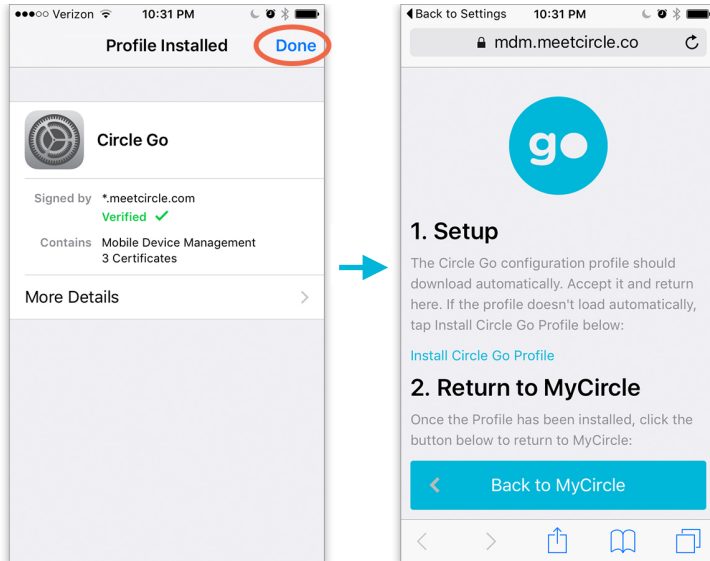 Verizon 10:31 PM
Profile Installed Done
Circle Go
Signed by *.meetcircle.com
Verified
Contains Mobile Device Management
3 Certificates
More Details
Back to Settings 10:31 PM
mdm.meetcircle.co
go
1. Setup
The Circle Go configuration profile should
download automatically. Accept it and return
here. If the profile doesn't load automatically,
tap Install Circle Go Profile below:
Install Circle Go Profile
2. Return to MyCircle
Once the Profile has been installed, click the
button below to return to MyCircle:
Back to MyCircle